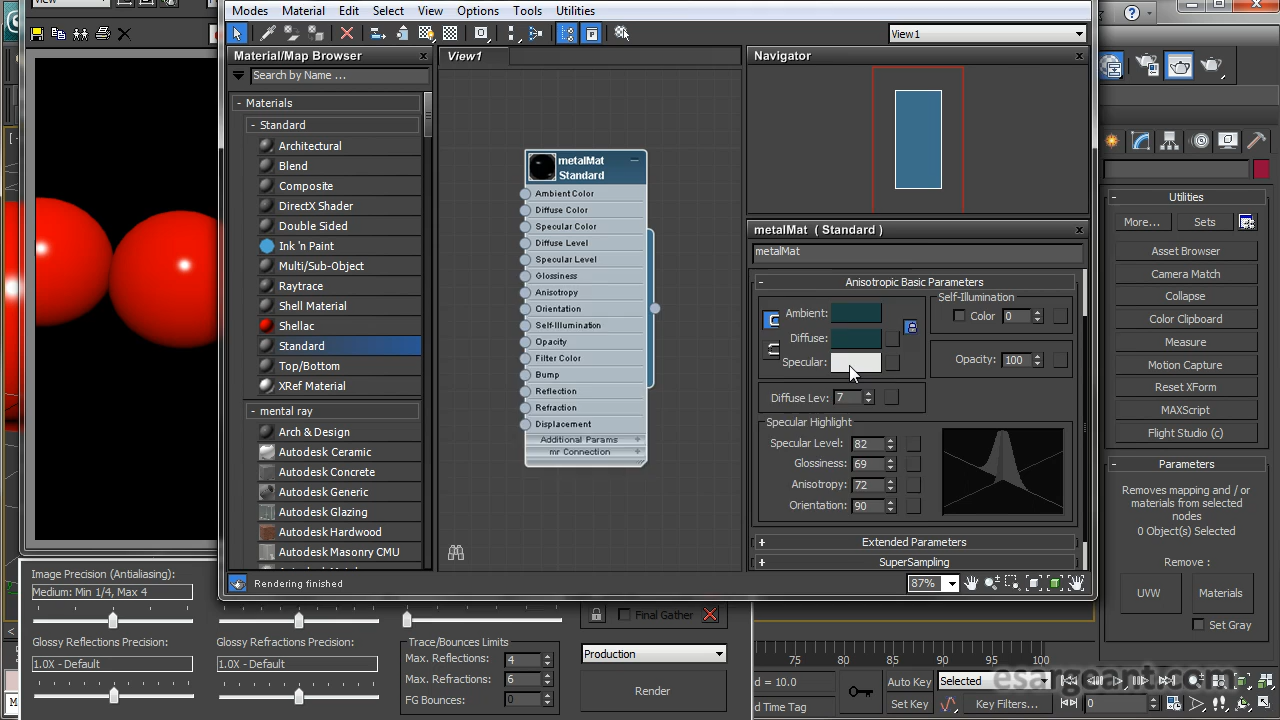 View
Modes Material Edit Select View Options Tools Utilities
View1
Material/Map Browser
Search by Name ...
- Materials
- Standard
Architectural
Blend
Composite
DirectX Shader
Double Sided
Ink 'n Paint
Multi/Sub-Object
Raytrace
Shell Material
Shellac
Standard
Top/Bottom
XRef Material
- mental ray
Arch & Design
Autodesk Ceramic
Autodesk Concrete
Autodesk Generic
Autodesk Glazing
Autodesk Hardwood
Autodesk Masonry CMU
Rendering finished
View1
metalMat
Standard
Ambient Color
Diffuse Color
Specular Color
Diffuse Level
Specular Level
Glossiness
Anisotropy
Orientation
Self-Illumination
Opacity
Filter Color
Bump
Reflection
Refraction
Displacement
Additional Params +
mr Connection +
Navigator
metalMat ( Standard )
metalMat
- Anisotropic Basic Parameters
Ambient:
Diffuse:
Specular:
Self-Illumination
Color 0
Opacity: 100
Diffuse Lev: 7
Specular Highlight
Specular Level: 82
Glossiness: 69
Anisotropy: 72
Orientation: 90
+ Extended Parameters
+ SuperSampling
87%
- Utilities
More... Sets
Asset Browser
Camera Match
Collapse
Color Clipboard
Measure
Motion Capture
Reset XForm
MAXScript
Flight Studio (c)
- Parameters
Removes mapping and / or
materials from selected
nodes
0 Object(s) Selected
Remove :
UVW Materials
Set Gray
Image Precision (Antialiasing):
Medium: Min 1/4, Max 4
Glossy Reflections Precision:
1.0X - Default
Glossy Refractions Precision:
1.0X - Default
Trace/Bounces Limits
Max. Reflections: 4
Max. Refractions: 6
FG Bounces: 0
Final Gather
Production
Render
75 80 85 90 95 100
d = 10.0
Time Tag
Auto Key
Selected
Set Key
Key Filters...
0
esargeant.com